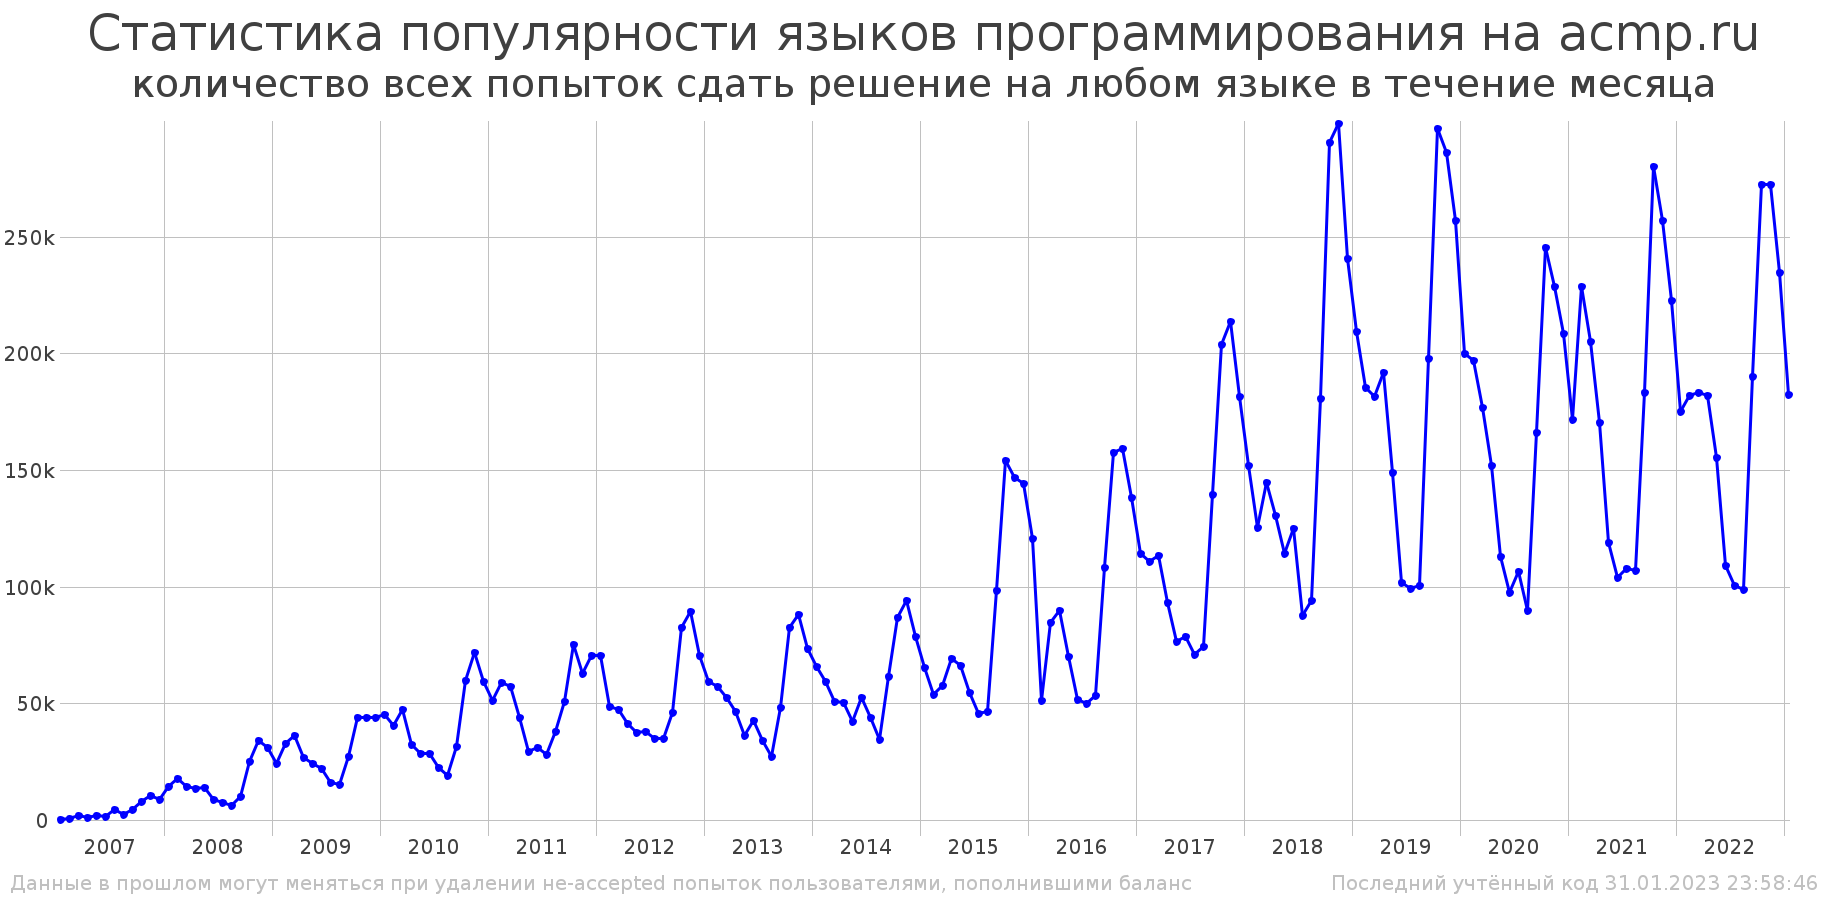 Статистика популярности языков программирования на acmp.ru
количество всех попыток сдать решение на любом языке в течение месяца
250k
200k
150k
100k
50k
0
2007 2008 2009 2010 2011 2012 2013 2014 2015 2016 2017 2018 2019 2020 2021 2022
Данные в прошлом могут меняться при удалении не-accepted попыток пользователями, пополнившими баланс
Последний учтённый код 31.01.2023 23:58:46